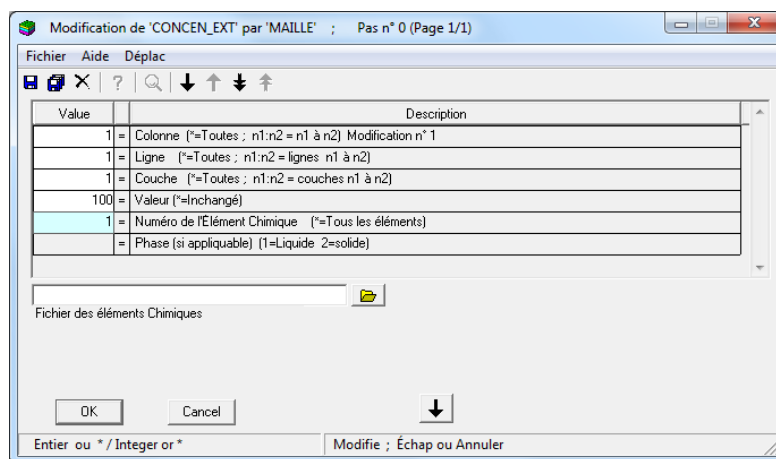 Modification de 'CONCEN_EXT' par 'MAILLE' ; Pas n° 0 (Page 1/1)
Fichier Aide Déplac
Value Description
1 = Colonne (*=Toutes ; n1:n2 = n1 à n2) Modification n° 1
1 = Ligne (*=Toutes ; n1:n2 = lignes n1 à n2)
1 = Couche (*=Toutes ; n1:n2 = couches n1 à n2)
100 = Valeur (*=Inchangé)
1 = Numéro de l'Élément Chimique (*=Tous les éléments)
= Phase (si appliquable) (1=Liquide 2=solide)
Fichier des éléments Chimiques
OK Cancel
Entier ou * / Integer or * Modifie ; Échap ou Annuler